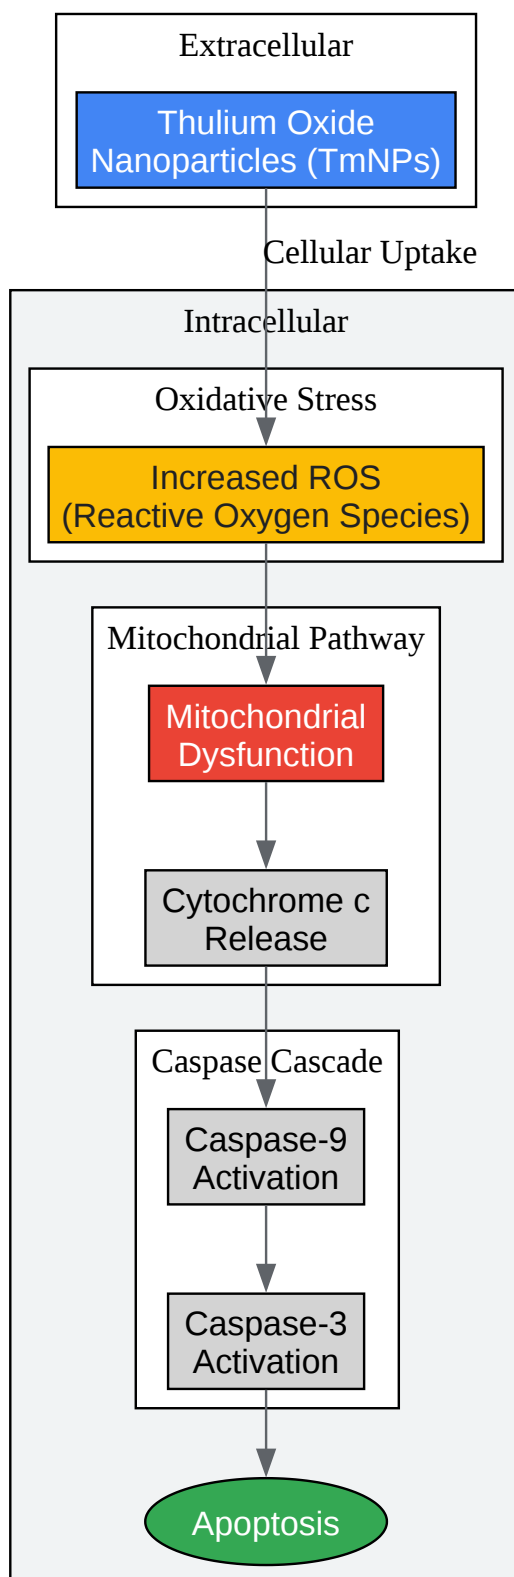 Extracellular
Thulium Oxide
Nanoparticles (TmNPs)
Cellular Uptake
Intracellular
Oxidative Stress
Increased ROS
(Reactive Oxygen Species)
Mitochondrial Pathway
Mitochondrial
Dysfunction
Cytochrome c
Release
Caspase Cascade
Caspase-9
Activation
Caspase-3
Activation
Apoptosis